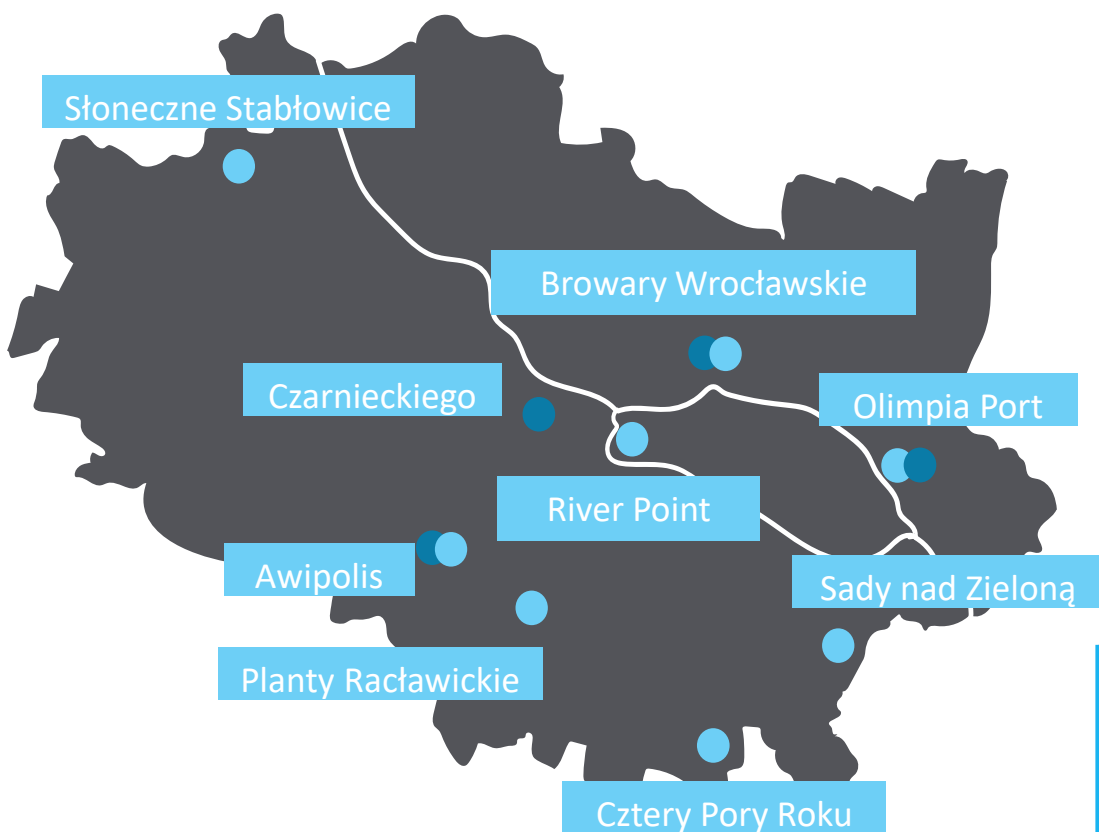 Słoneczne Stabłowice
Browary Wrocławskie
Czarnieckiego
Olimpia Port
River Point
Awipolis
Sady nad Zieloną
Planty Racławickie
Cztery Pory Roku